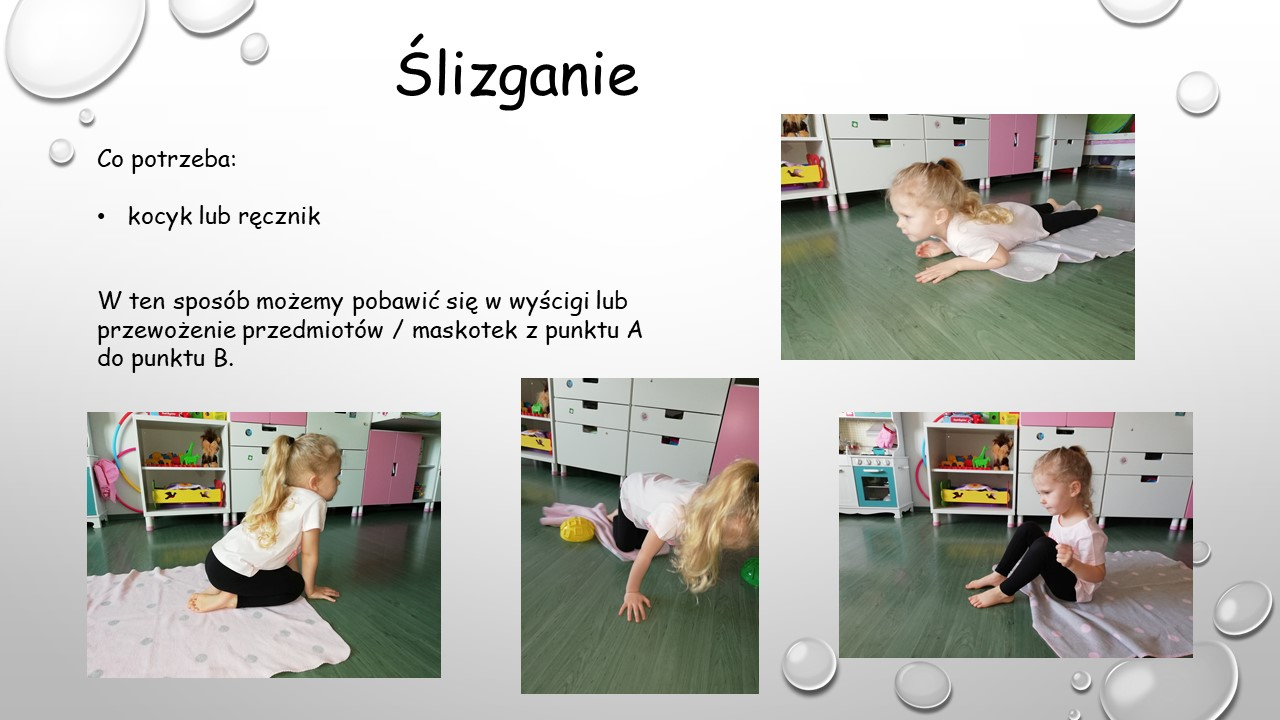 Ślizganie
Co potrzeba:
• kocyk lub ręcznik
W ten sposób możemy pobawić się w wyścigi lub
przewożenie przedmiotów / maskotek z punktu A
do punktu B.